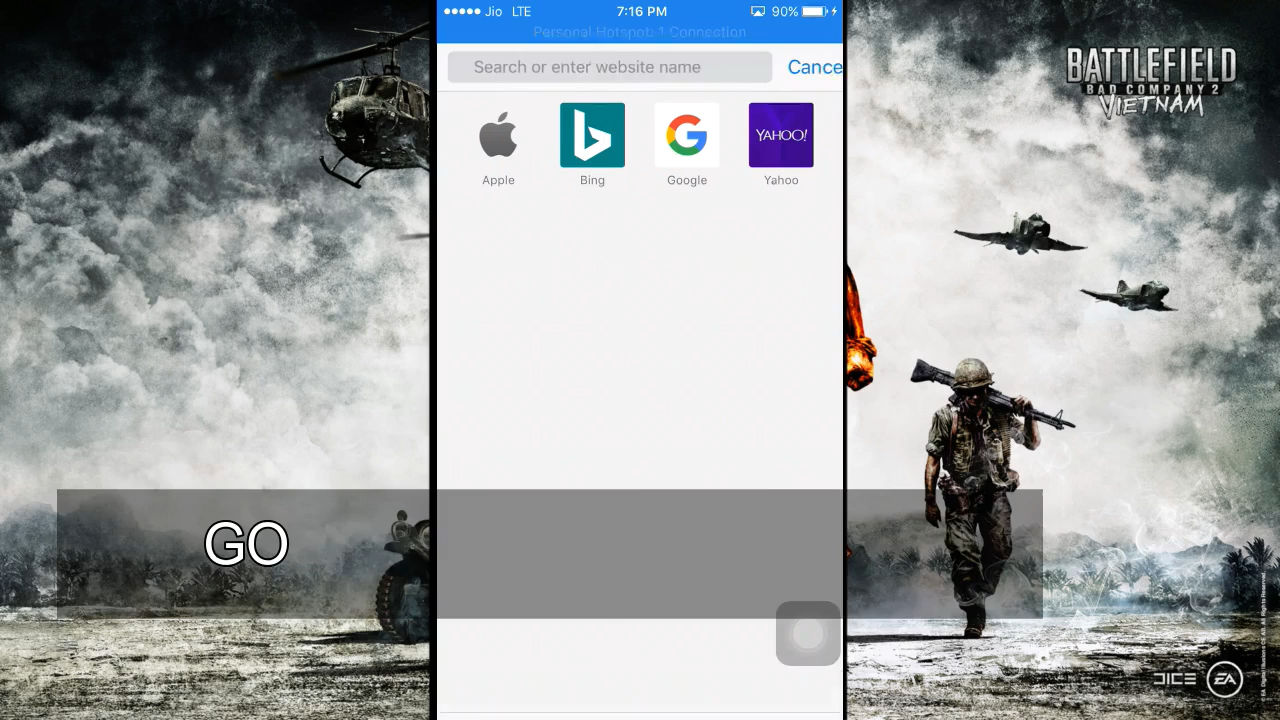 Jio LTE 7:16 PM 90%
Personal Hotspot: 1 Connection
Search or enter website name Cance
YAHOO!
Apple Bing Google Yahoo
BATTLEFIELD
BAD COMPANY 2
VIETNAM
GO
DICE EA